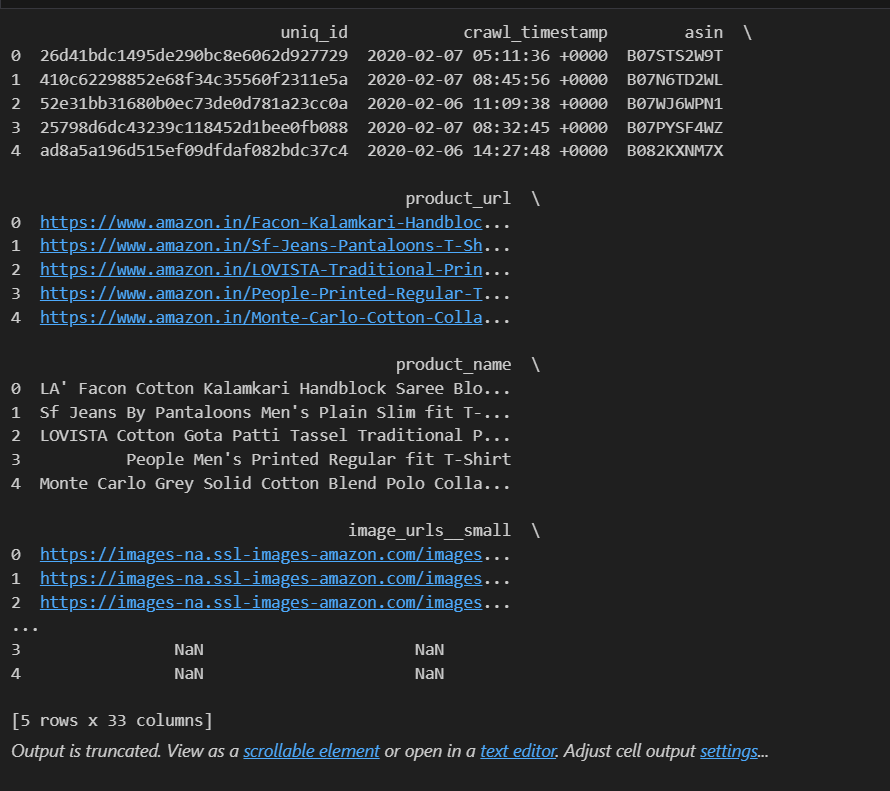 uniq_id crawl_timestamp asin \
0 26d41bdc1495de290bc8e6062d927729 2020-02-07 05:11:36 +0000 B07STS2W9T
1 410c62298852e68f34c35560f2311e5a 2020-02-07 08:45:56 +0000 B07N6TD2WL
2 52e31bb31680b0ec73de0d781a23cc0a 2020-02-06 11:09:38 +0000 B07WJ6WPN1
3 25798d6dc43239c118452d1bee0fb088 2020-02-07 08:32:45 +0000 B07PYSF4WZ
4 ad8a5a196d515ef09dfdaf082bdc37c4 2020-02-06 14:27:48 +0000 B082KXNM7X
product_url \
0 https://www.amazon.in/Facon-Kalamkari-Handbloc...
1 https://www.amazon.in/Sf-Jeans-Pantaloons-T-Sh...
2 https://www.amazon.in/LOVISTA-Traditional-Prin...
3 https://www.amazon.in/People-Printed-Regular-T...
4 https://www.amazon.in/Monte-Carlo-Cotton-Colla...
product_name \
0 LA' Facon Cotton Kalamkari Handblock Saree Blo...
1 Sf Jeans By Pantaloons Men's Plain Slim fit T-...
2 LOVISTA Cotton Gota Patti Tassel Traditional P...
3 People Men's Printed Regular fit T-Shirt
4 Monte Carlo Grey Solid Cotton Blend Polo Colla...
image_urls__small \
0 https://images-na.ssl-images-amazon.com/images...
1 https://images-na.ssl-images-amazon.com/images...
2 https://images-na.ssl-images-amazon.com/images...
...
3 NaN NaN
4 NaN NaN
[5 rows x 33 columns]
Output is truncated. View as a scrollable element or open in a text editor. Adjust cell output settings...